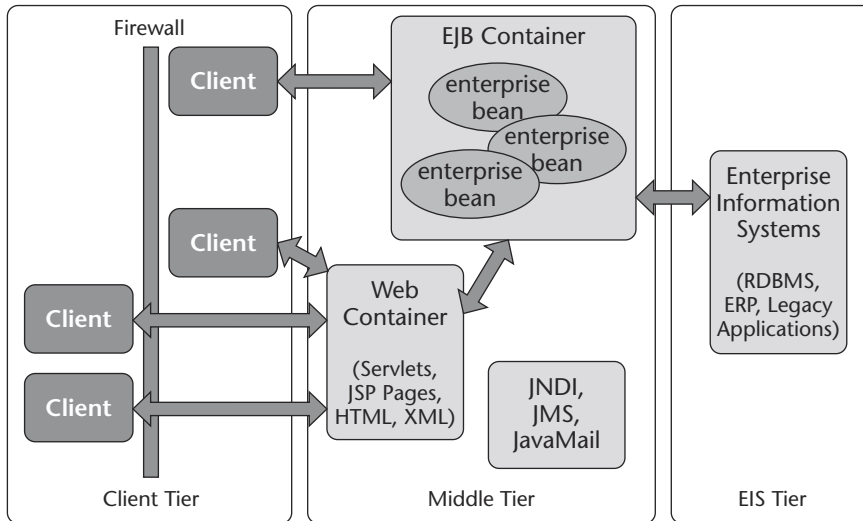 Firewall
Client
Client
Client
Client
Client Tier
EJB Container
enterprise
bean
enterprise
bean
enterprise
bean
Web
Container
(Servlets,
JSP Pages,
HTML, XML)
JNDI,
JMS,
JavaMail
Middle Tier
Enterprise
Information
Systems
(RDBMS,
ERP, Legacy
Applications)
EIS Tier